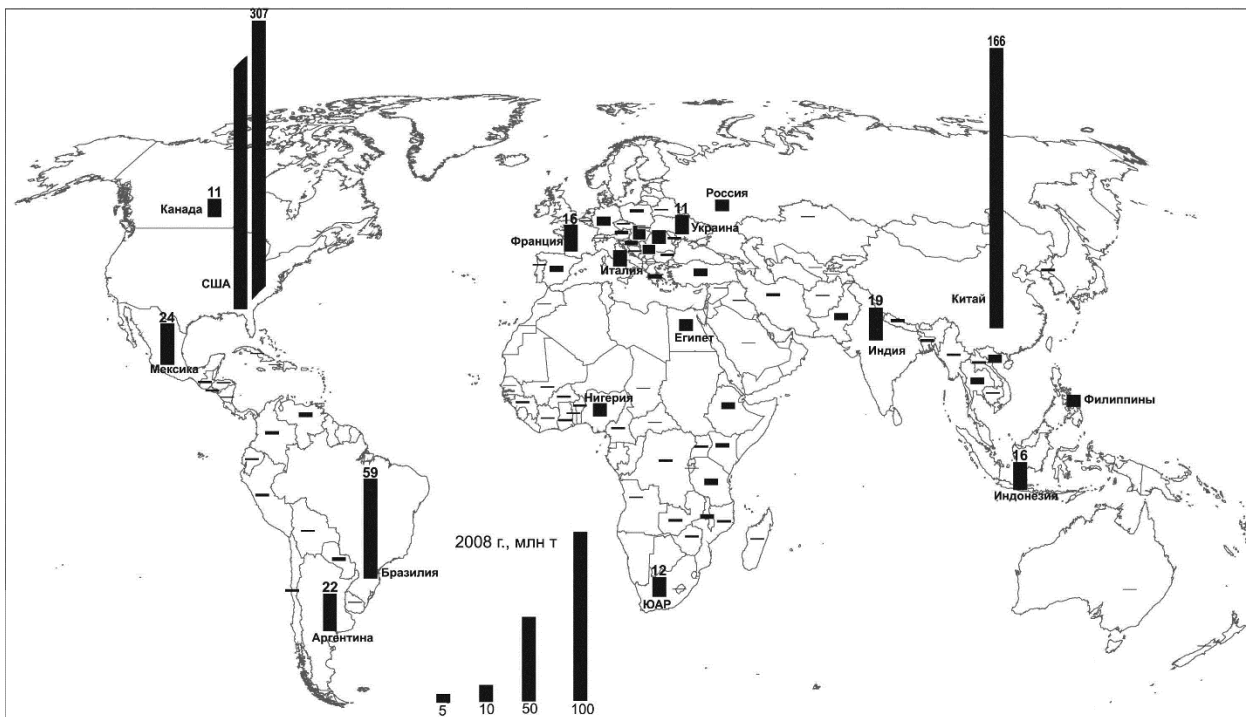 307
166
11
Канада
Россия
16
11
Украина
Франция
Италия
США
Китай
24
19
Мексика
Египет
Индия
Нигерия
Филиппины
16
59
Индонезия
2008 г., млн т
Бразилия
12
22
ЮАР
Аргентина
5
10
50
100